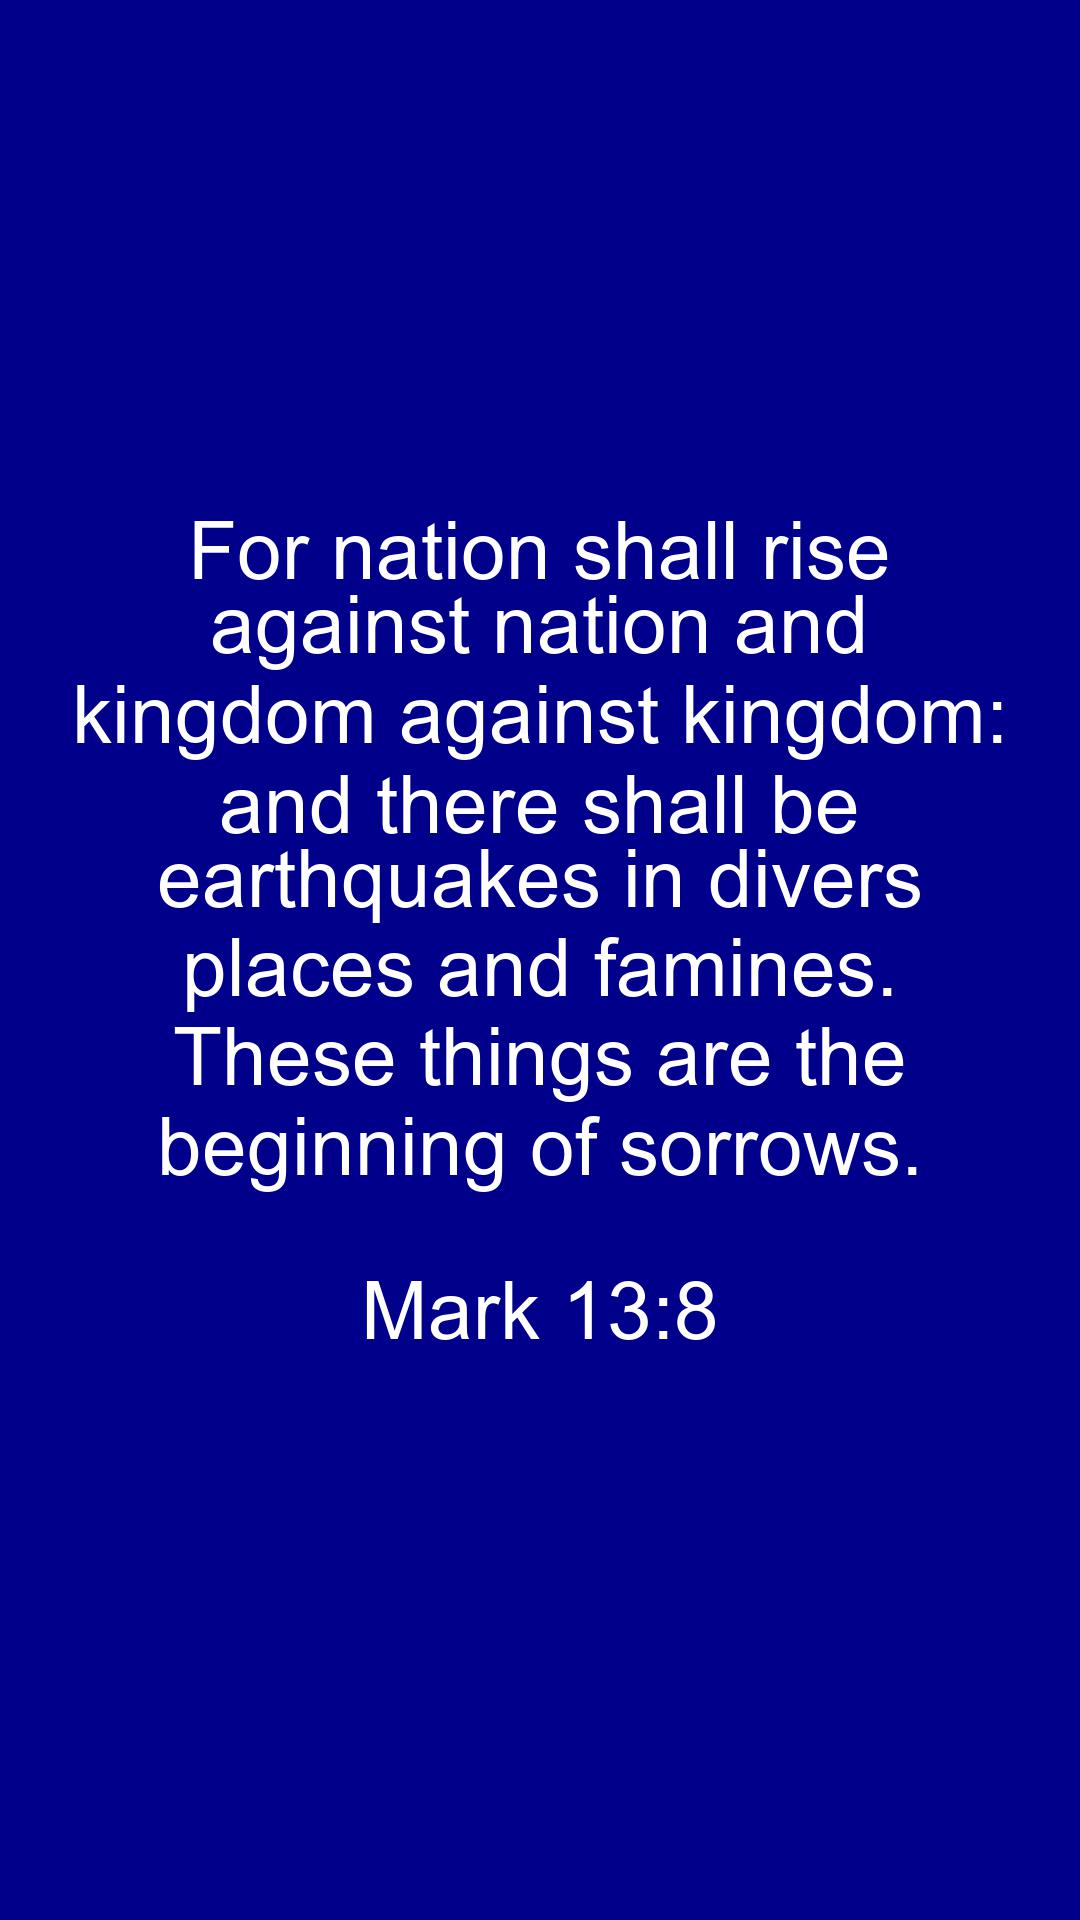 For nation shall rise
against nation and
kingdom against kingdom:
and there shall be
earthquakes in divers
places and famines.
These things are the
beginning of sorrows.
Mark 13:8